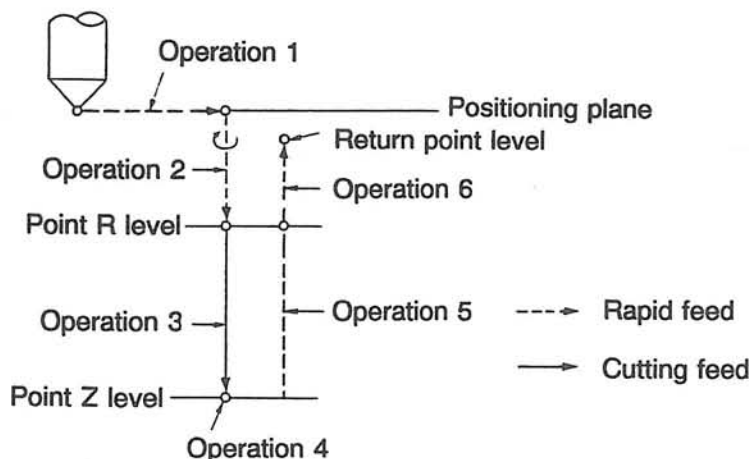 Operation 1
Positioning plane
Return point level
Operation 2
Operation 6
Point R level
Operation 3
Operation 5
Rapid feed
Cutting feed
Point Z level
Operation 4